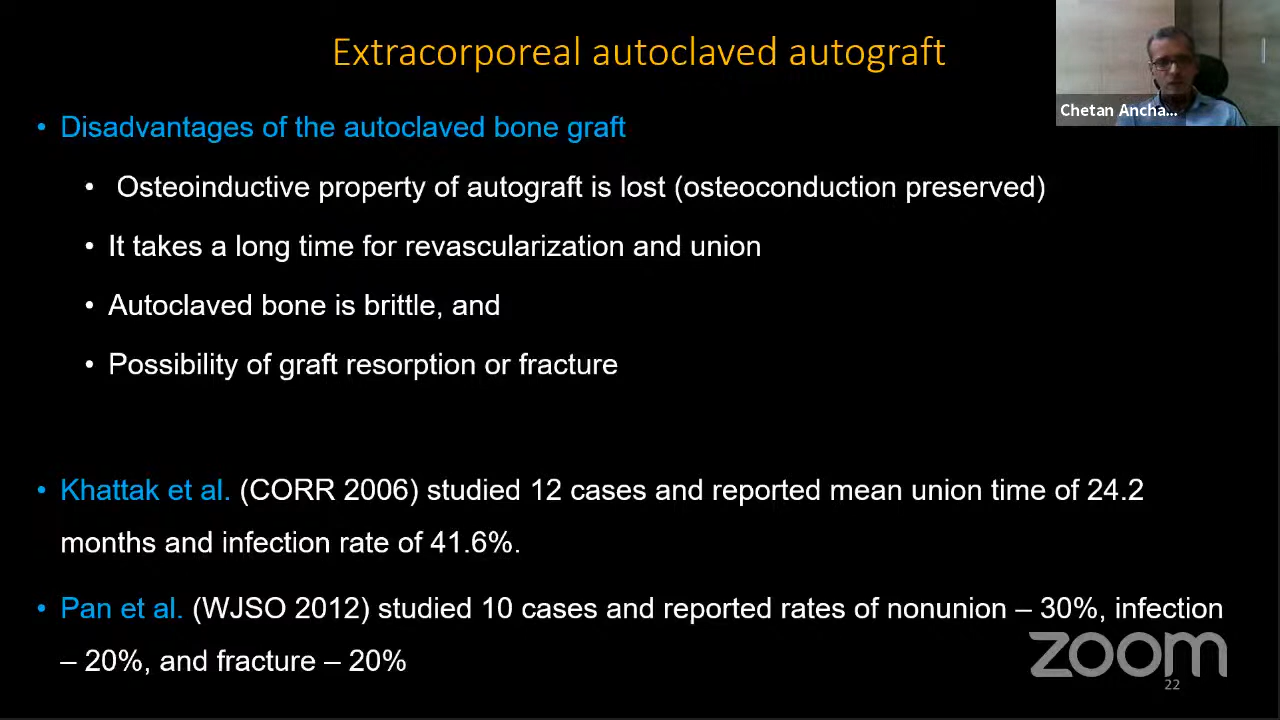 Extracorporeal autoclaved autograft
Chetan Ancha...
• Disadvantages of the autoclaved bone graft
• Osteoinductive property of autograft is lost (osteoconduction preserved)
• It takes a long time for revascularization and union
• Autoclaved bone is brittle, and
• Possibility of graft resorption or fracture
• Khattak et al. (CORR 2006) studied 12 cases and reported mean union time of 24.2
months and infection rate of 41.6%.
• Pan et al. (WJSO 2012) studied 10 cases and reported rates of nonunion – 30%, infection
– 20%, and fracture – 20%
zoom
22